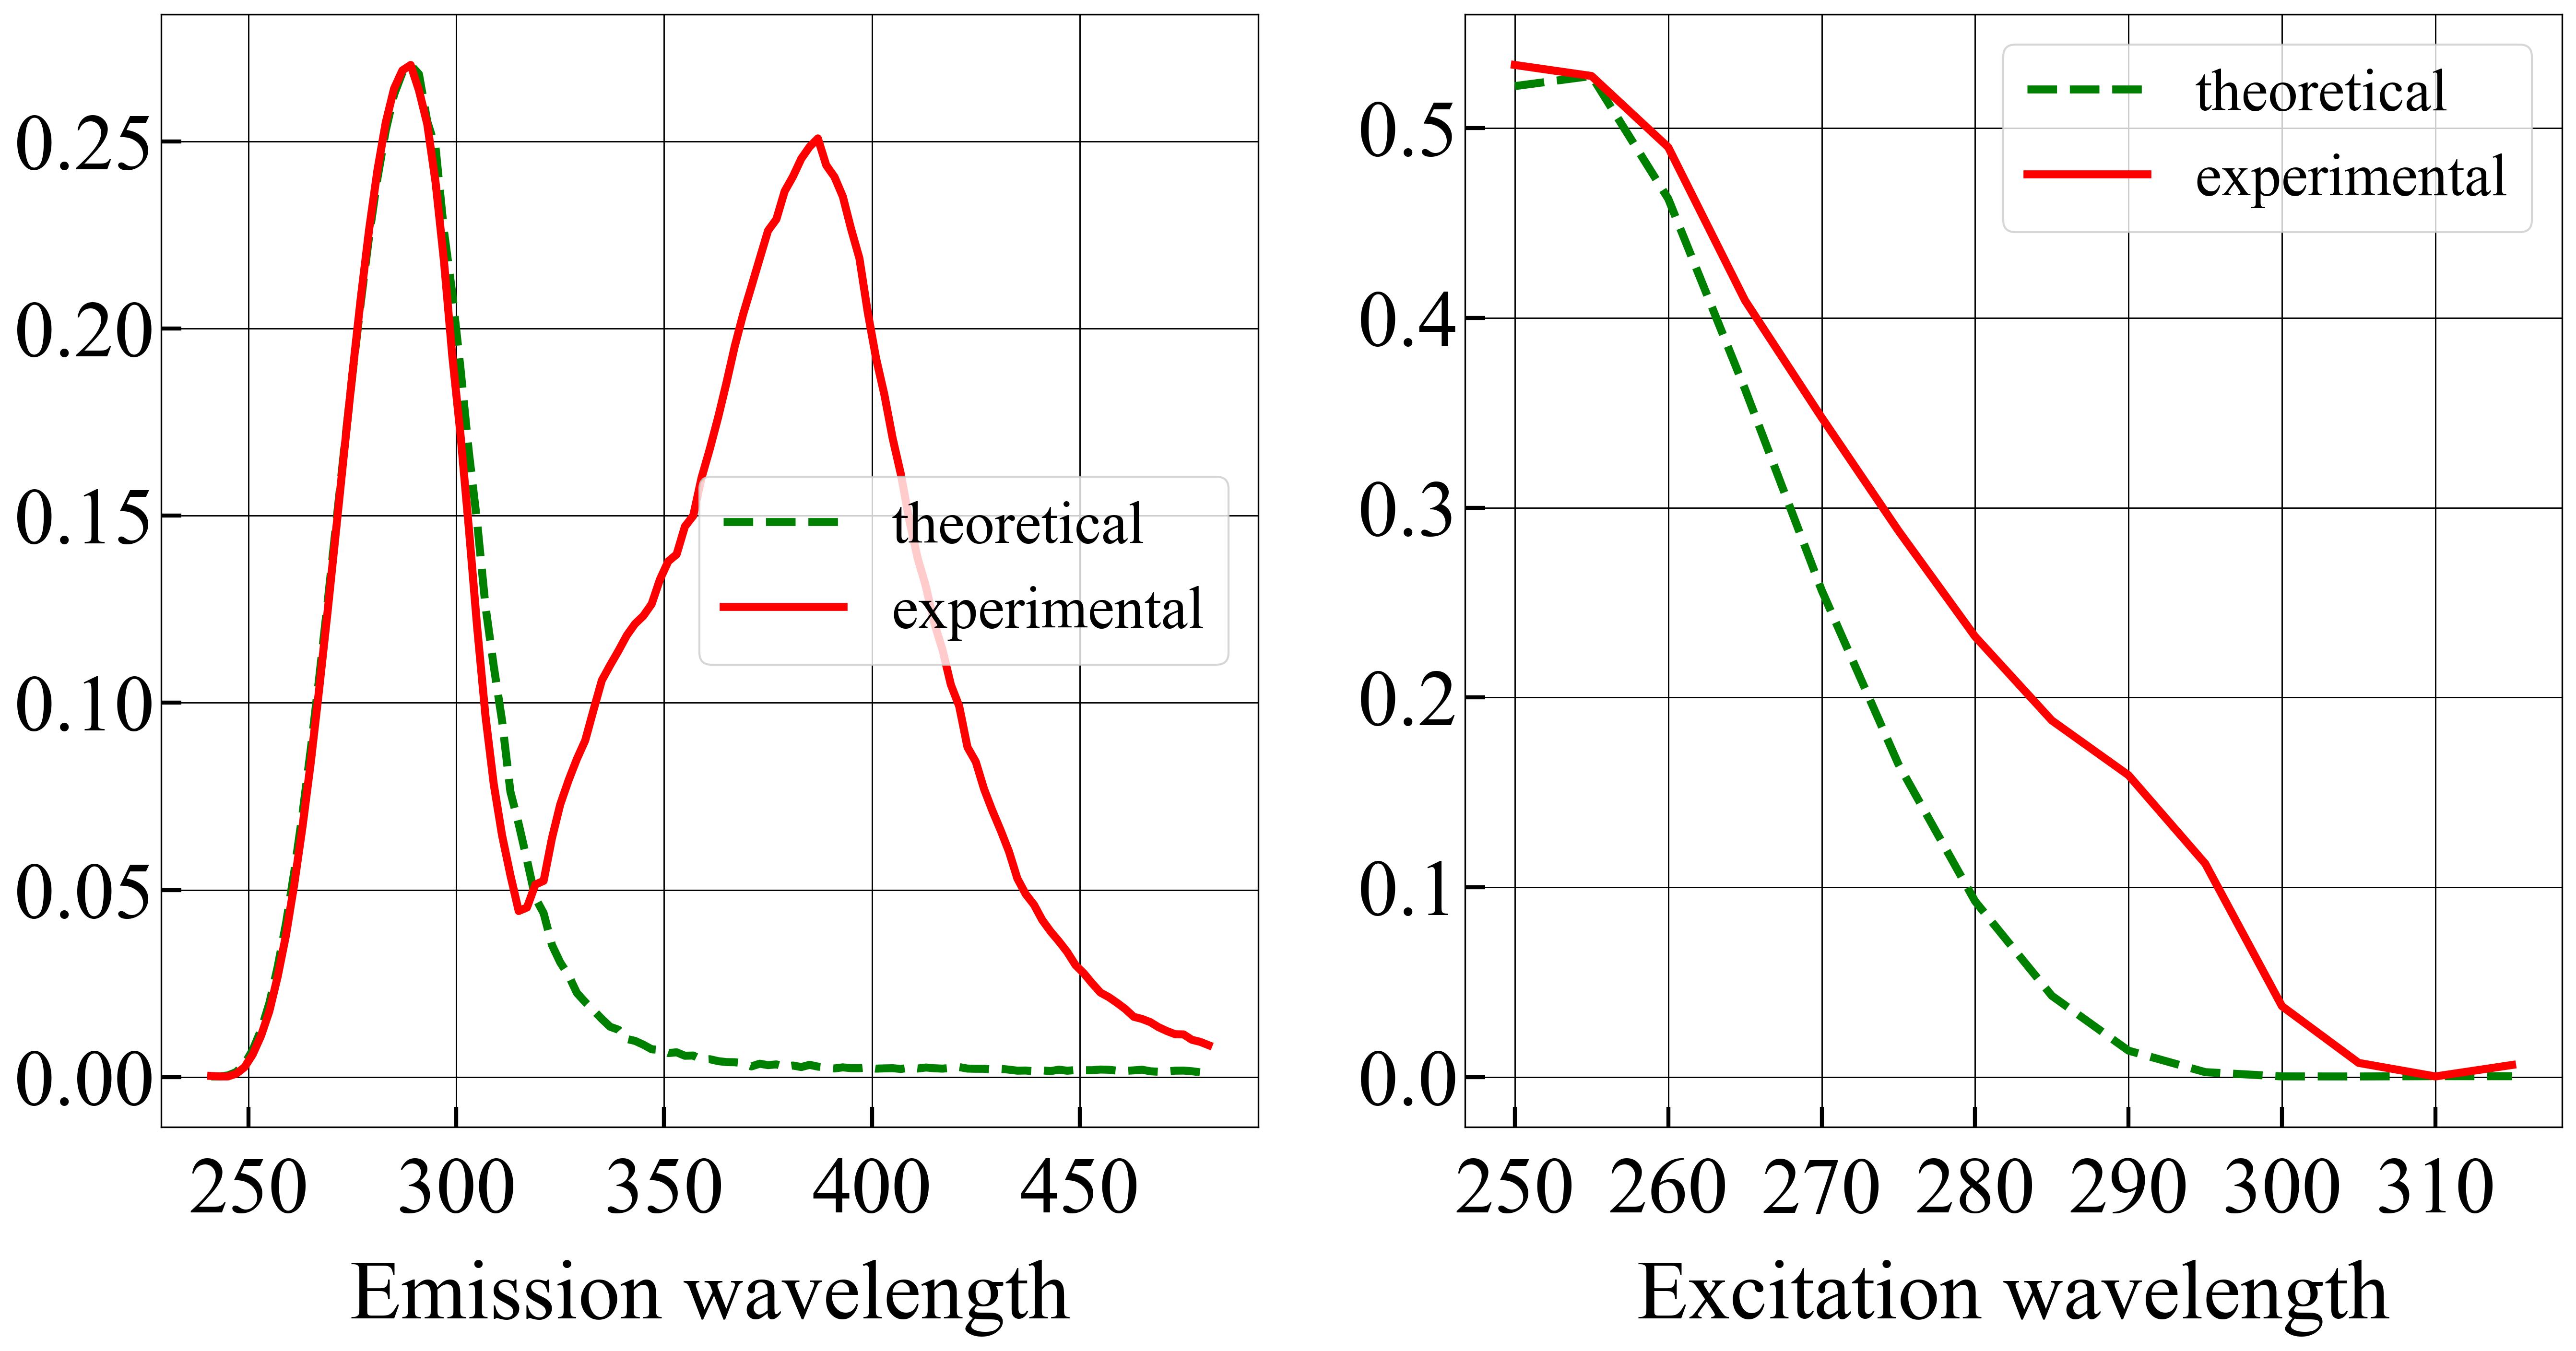 0.25
0.20
0.15
0.10
0.05
0.00
theoretical
experimental
250 300 350 400 450
Emission wavelength
0.5
0.4
0.3
0.2
0.1
0.0
theoretical
experimental
250 260 270 280 290 300 310
Excitation wavelength